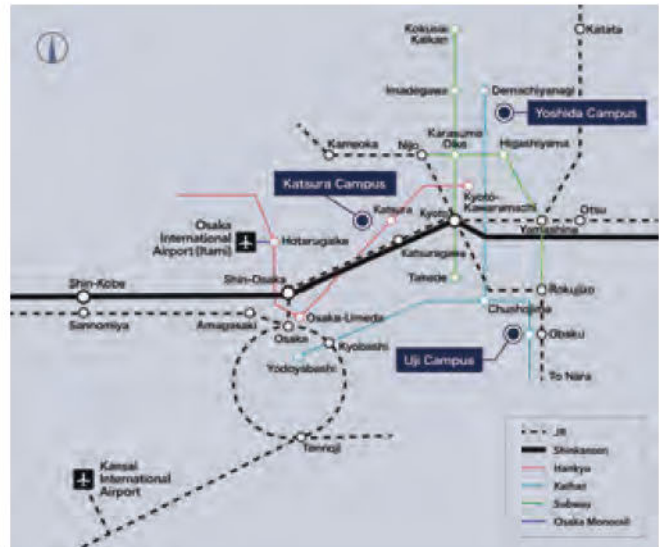 Kokusai
Kaikan
Katata
Imadegawa
Demachiyanagi
Yoshida Campus
Karasuma
Oike
Kameoka
Nijo
Higashiyama
Katsura Campus
Kyoto-
Kawaramachi
Katsura
Kyoto
Otsu
Yamashina
Osaka
International
Airport (Itami)
Hotarugaike
Katsuragawa
Takeda
Shin-Kobe
Shin-Osaka
Rokujizo
Chushojima
Sannomiya
Amagasaki
Osaka-Umeda
Osaka
Kyobashi
Obaku
Uji Campus
Yodoyabashi
To Nara
Tennoji
Kansai
International
Airport
JR
Shinkansen
Hankyu
Keihan
Subway
Osaka Monorail